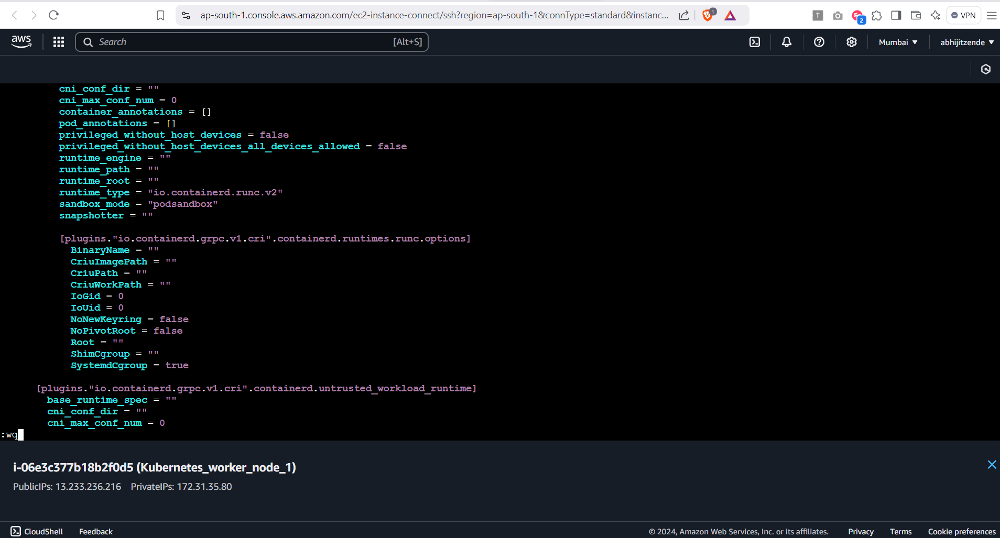 ap-south-1.console.aws.amazon.com/ec2-instance-connect/ssh?region=ap-south-1&connType=standard&instanc...
1
T
2
VPN
aws
Search
[Alt+S]
Mumbai
abhijitzende
cni_conf_dir = ""
cni_max_conf_num = 0
container_annotations = []
pod_annotations = []
privileged_without_host_devices = false
privileged_without_host_devices_all_devices_allowed = false
runtime_engine = ""
runtime_path = ""
runtime_root = ""
runtime_type = "io.containerd.runc.v2"
sandbox_mode = "podsandbox"
snapshotter = ""
[plugins."io.containerd.grpc.v1.cri".containerd.runtimes.runc.options]
BinaryName = ""
CriuImagePath = ""
CriuPath = ""
CriuWorkPath = ""
IoGid = 0
IoUid = 0
NoNewKeyring = false
NoPivotRoot = false
Root = ""
ShimCgroup = ""
SystemdCgroup = true
[plugins."io.containerd.grpc.v1.cri".containerd.untrusted_workload_runtime]
base_runtime_spec = ""
cni_conf_dir = ""
cni_max_conf_num = 0
:wq
i-06e3c377b18b2f0d5 (Kubernetes_worker_node_1)
PublicIPs: 13.233.236.216 PrivateIPs: 172.31.35.80
CloudShell Feedback © 2024, Amazon Web Services, Inc. or its affiliates. Privacy Terms Cookie preferences